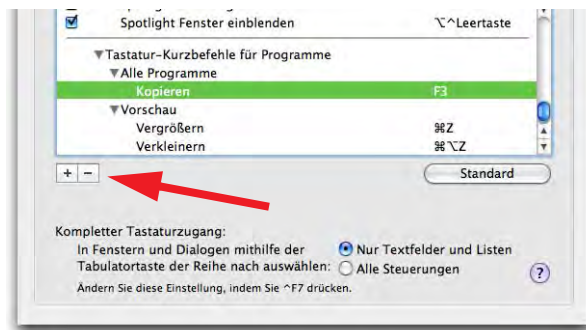 Spotlight Fenster einblenden ⌥^Leertaste
▼Tastatur-Kurzbefehle für Programme
▼Alle Programme
Kopieren F3
▼Vorschau
Vergrößern ⌘Z
Verkleinern ⌘⌥Z
+ − Standard
Kompletter Tastaturzugang:
In Fenstern und Dialogen mithilfe der
Tabulatortaste der Reihe nach auswählen:
Nur Textfelder und Listen
Alle Steuerungen
?
Ändern Sie diese Einstellung, indem Sie ^F7 drücken.